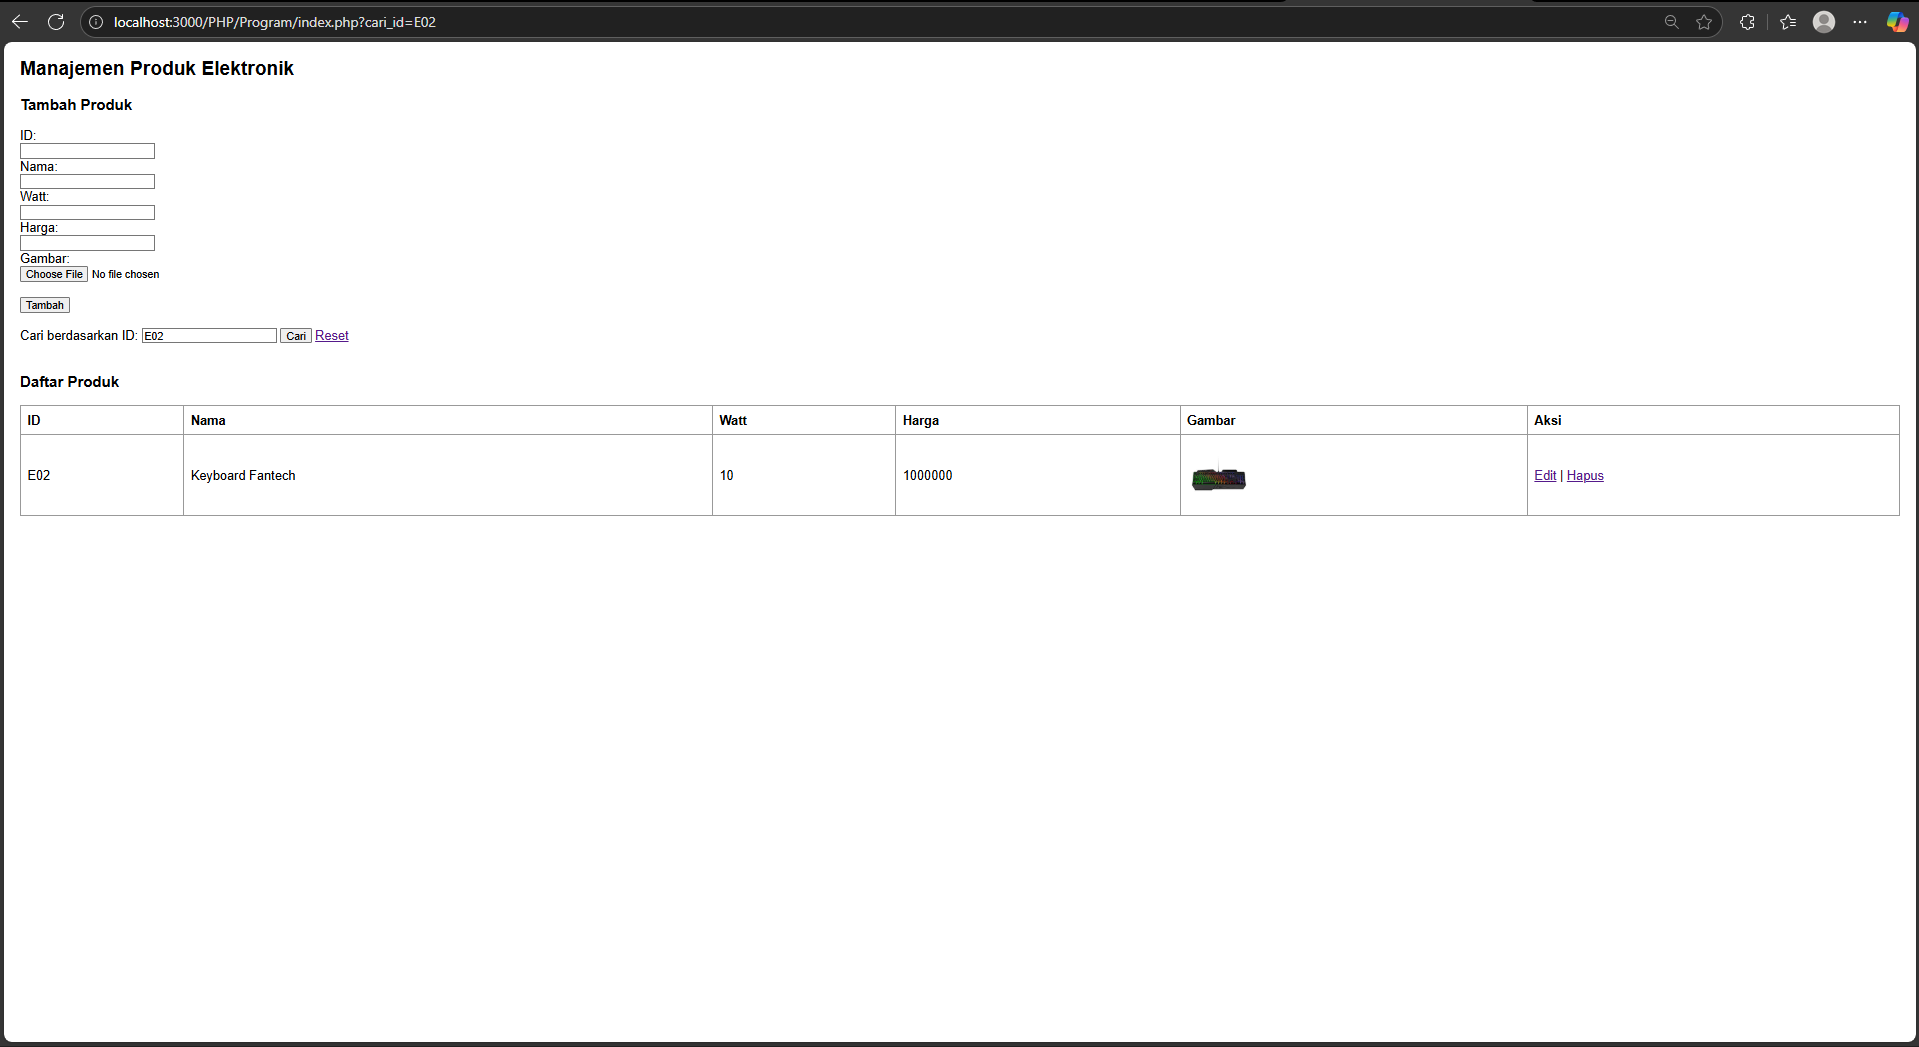 localhost:3000/PHP/Program/index.php?cari_id=E02
Manajemen Produk Elektronik
Tambah Produk
ID:
Nama:
Watt:
Harga:
Gambar:
Choose File No file chosen
Tambah
Cari berdasarkan ID: E02 Cari Reset
Daftar Produk
ID Nama Watt Harga Gambar Aksi
E02 Keyboard Fantech 10 1000000 Edit | Hapus